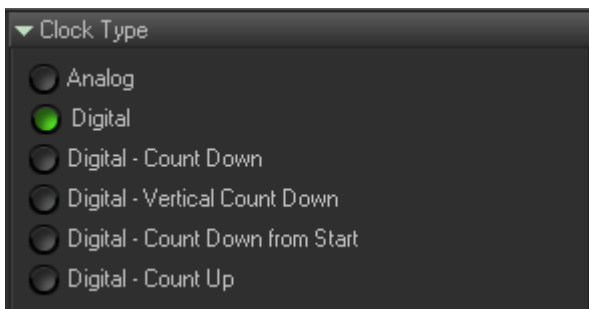 Clock Type
Analog
Digital
Digital - Count Down
Digital - Vertical Count Down
Digital - Count Down from Start
Digital - Count Up